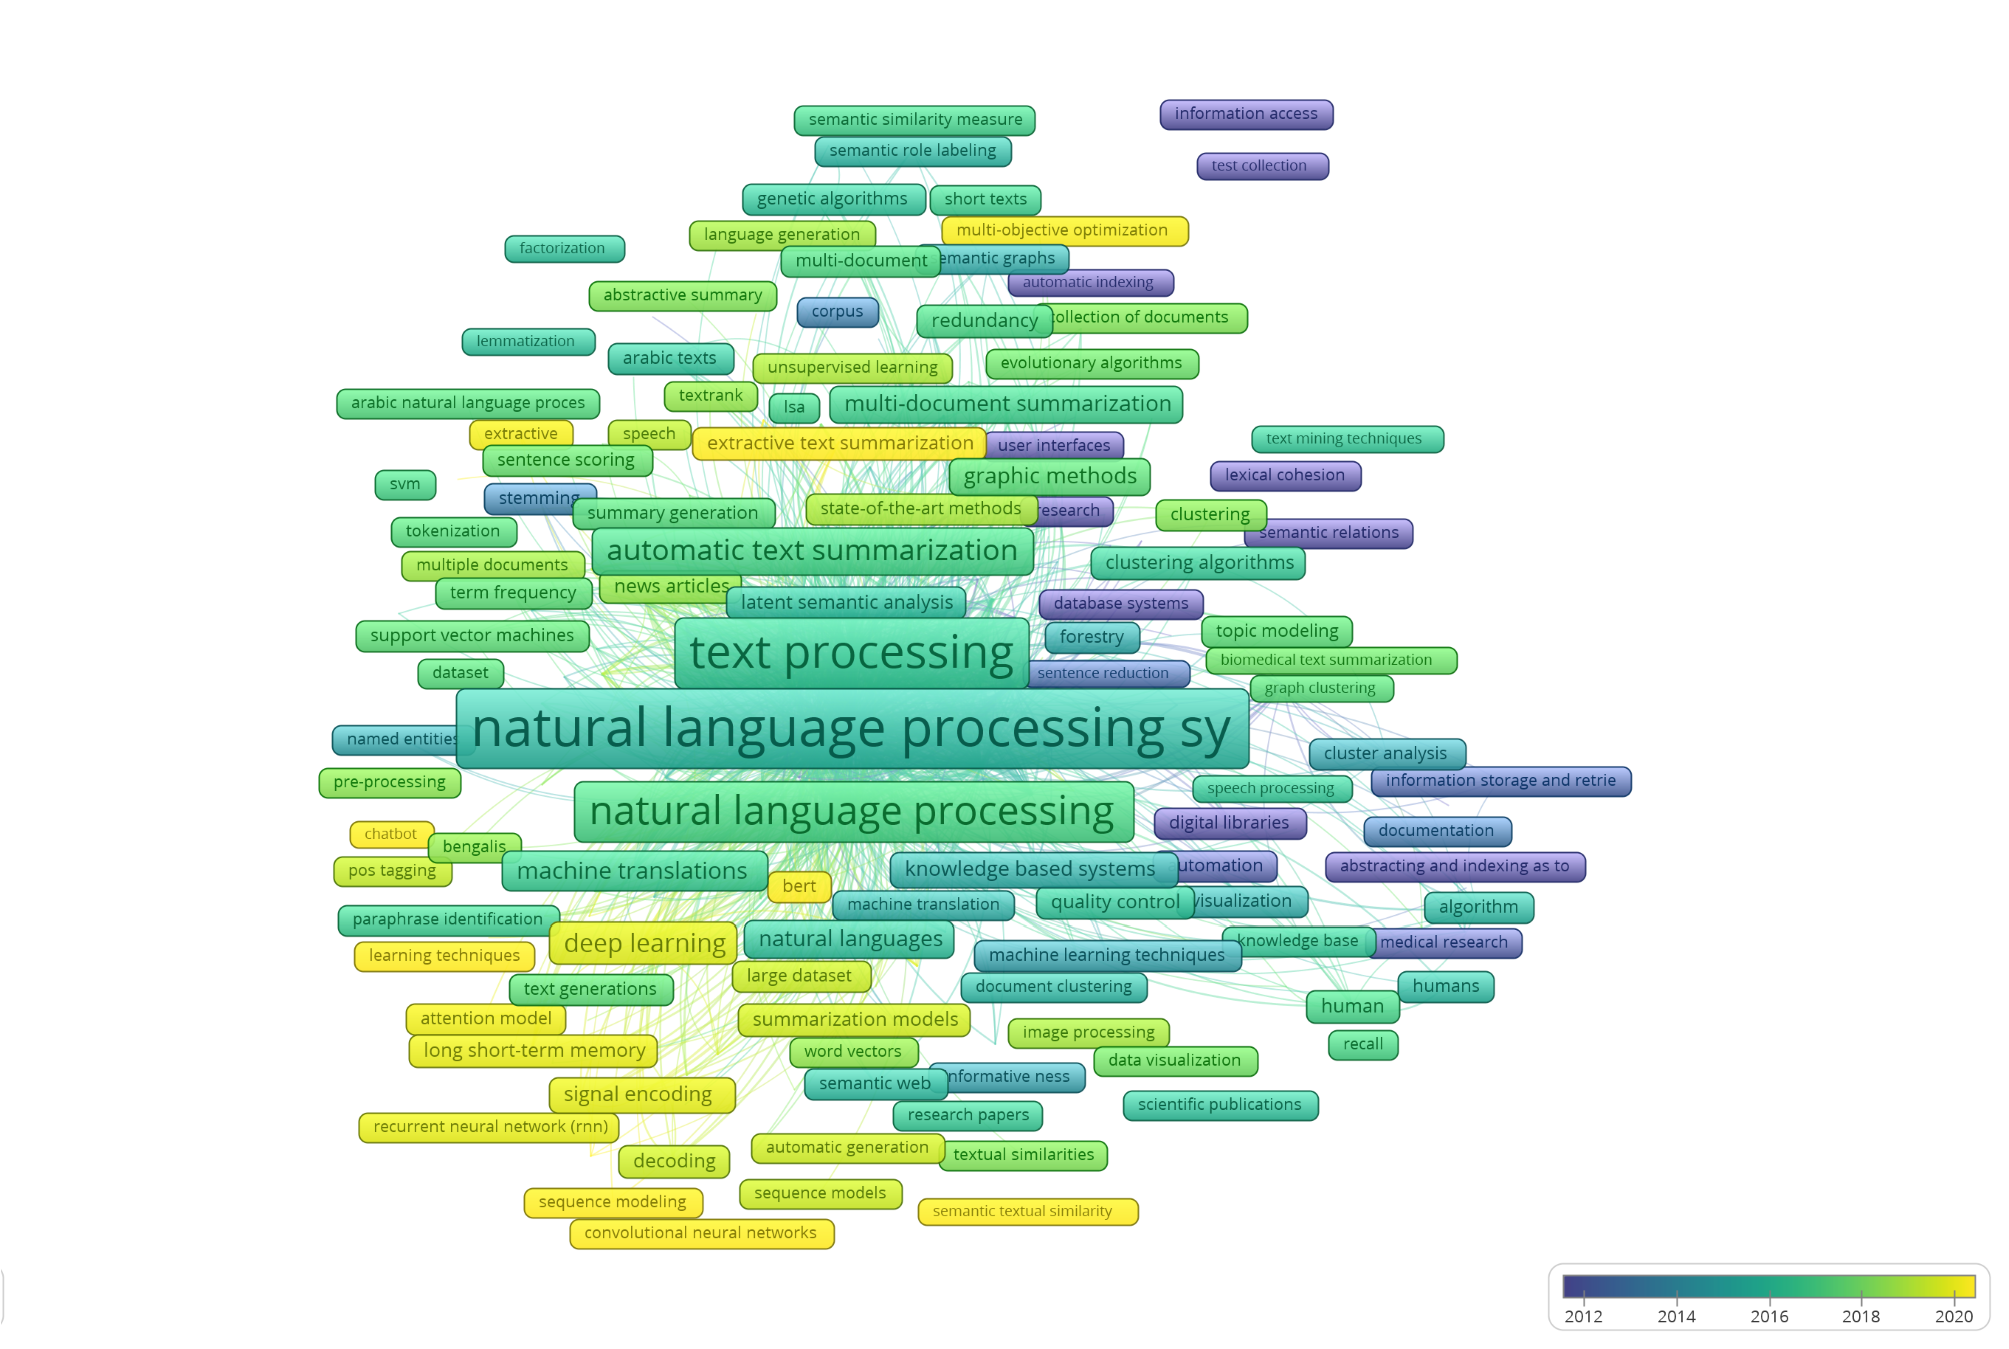 semantic similarity measure
information access
semantic role labeling
test collection
genetic algorithms
short texts
language generation
multi-objective optimization
factorization
multi-document
semantic graphs
automatic indexing
abstractive summary
corpus
redundancy
collection of documents
lemmatization
arabic texts
unsupervised learning
evolutionary algorithms
textrank
arabic natural language proces
lsa
multi-document summarization
extractive
speech
extractive text summarization
user interfaces
text mining techniques
sentence scoring
graphic methods
lexical cohesion
svm
stemming
summary generation
state-of-the-art methods
research
clustering
tokenization
semantic relations
automatic text summarization
multiple documents
clustering algorithms
term frequency
news articles
latent semantic analysis
database systems
support vector machines
text processing
forestry
topic modeling
dataset
sentence reduction
biomedical text summarization
graph clustering
named entities
natural language processing sy
cluster analysis
pre-processing
information storage and retrie
speech processing
natural language processing
digital libraries
documentation
chatbot
bengalis
pos tagging
machine translations
knowledge based systems
utomation
abstracting and indexing as to
bert
machine translation
quality control
visualization
algorithm
paraphrase identification
deep learning
natural languages
knowledge base
medical research
learning techniques
machine learning techniques
large dataset
text generations
document clustering
humans
attention model
summarization models
human
image processing
long short-term memory
word vectors
recall
data visualization
semantic web
informative ness
signal encoding
research papers
scientific publications
recurrent neural network (rnn)
decoding
automatic generation
textual similarities
sequence modeling
sequence models
semantic textual similarity
convolutional neural networks
2012 2014 2016 2018 2020